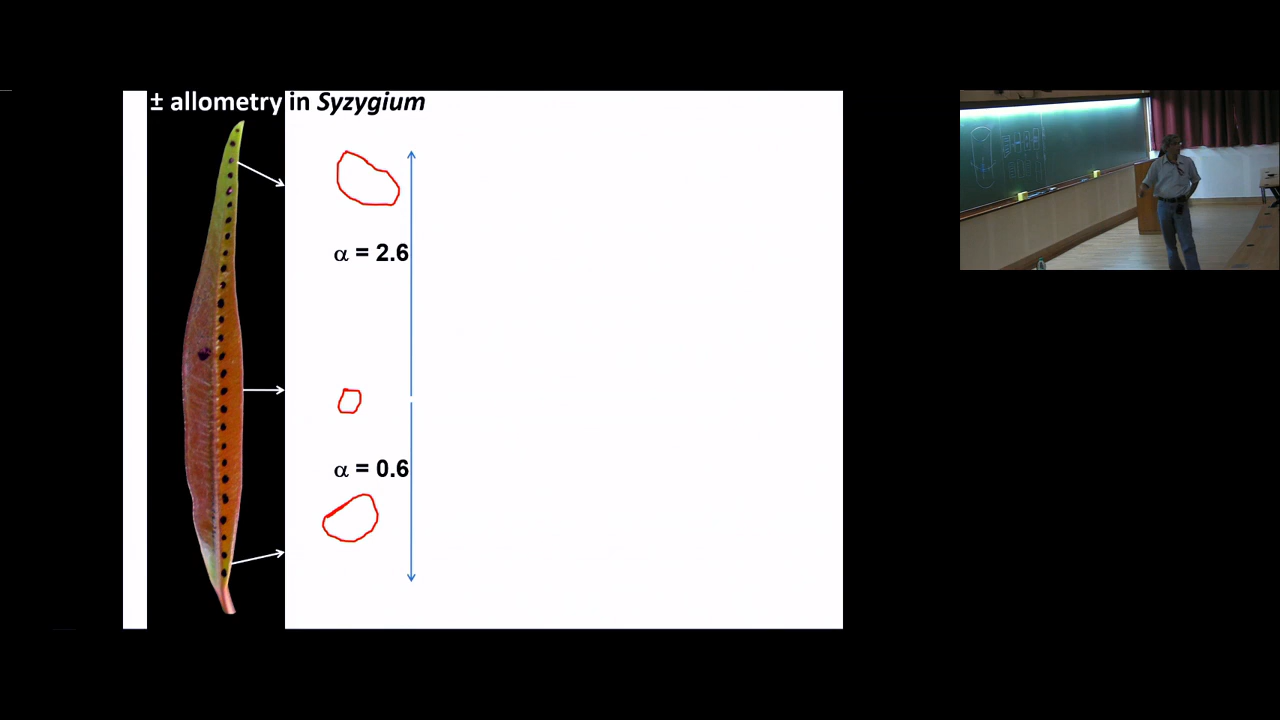 ± allometry in Syzygium
α = 2.6
α = 0.6